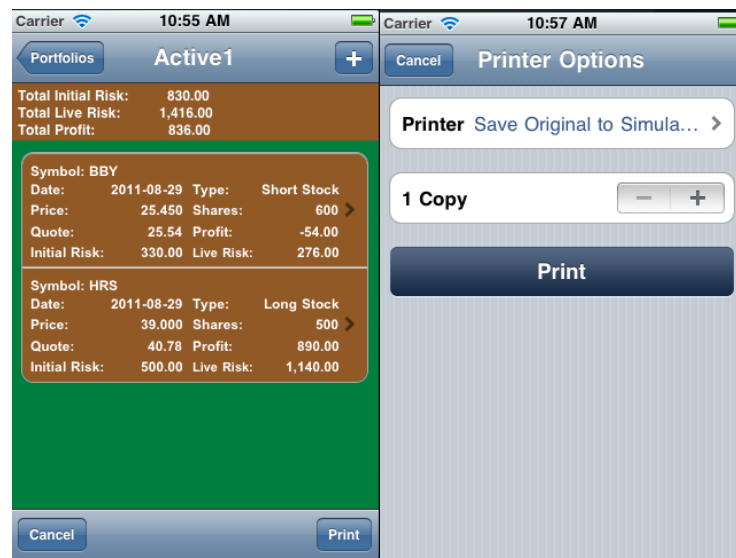 Carrier 10:55 AM
Portfolios Active1 +
Total Initial Risk: 830.00
Total Live Risk: 1,416.00
Total Profit: 836.00
Symbol: BBY
Date: 2011-08-29 Type: Short Stock
Price: 25.450 Shares: 600
Quote: 25.54 Profit: -54.00
Initial Risk: 330.00 Live Risk: 276.00
Symbol: HRS
Date: 2011-08-29 Type: Long Stock
Price: 39.000 Shares: 500
Quote: 40.78 Profit: 890.00
Initial Risk: 500.00 Live Risk: 1,140.00
Cancel Print
Carrier 10:57 AM
Cancel Printer Options
Printer Save Original to Simula...
1 Copy − +
Print